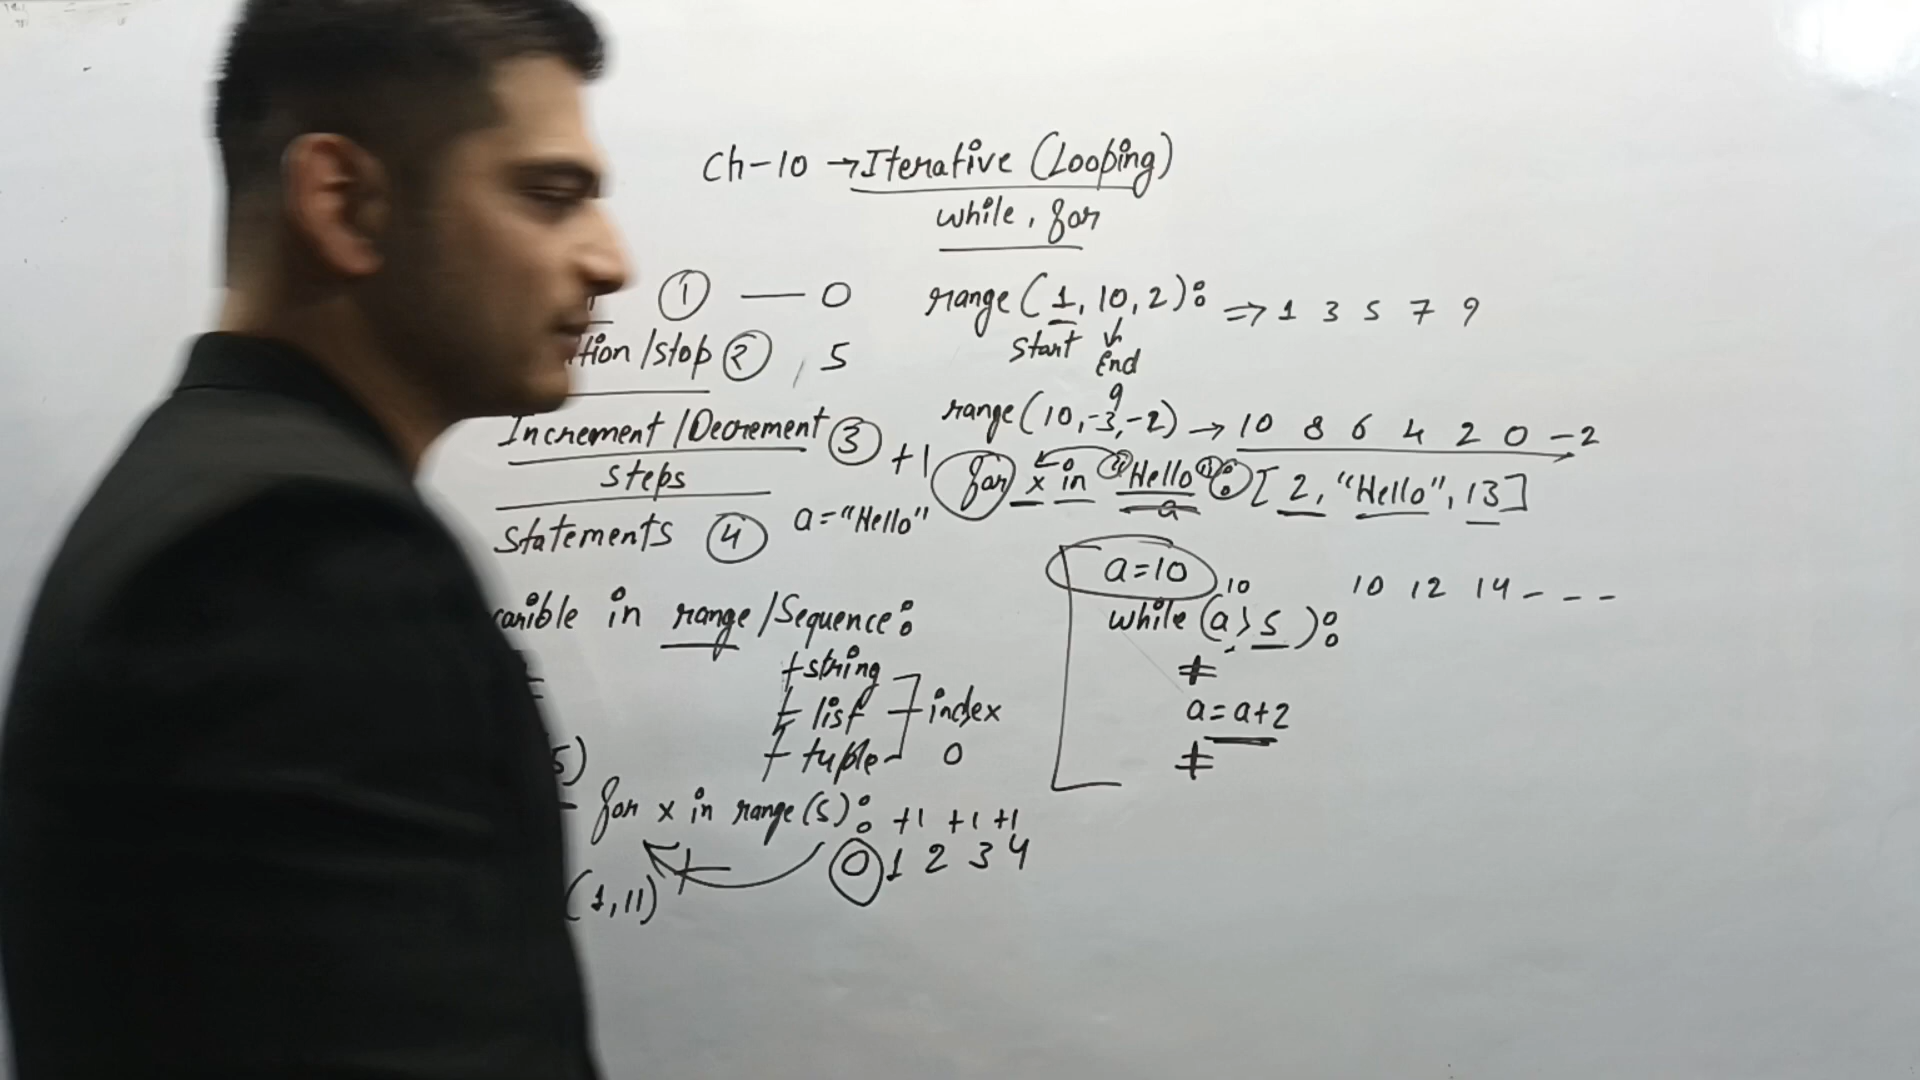 Ch-10 → Iterative (Looping)
while, for
① — 0
tion/stop ② , 5
Increment/Decrement ③ +1
Steps
Statements ④ a="Hello"
range(1,10,2): ⇒ 1 3 5 7 9
Start End
9
range(10,-3,-2) → 10 8 6 4 2 0 -2
for x in "Hello": [2, "Hello", 13]
a
arible in range/Sequence:
string
list index
tuple 0
5)
for x in range(5): +1 +1 +1
0 1 2 3 4
(1,11)
a=10 10 10 12 14 - - -
while (a>5):
a=a+2